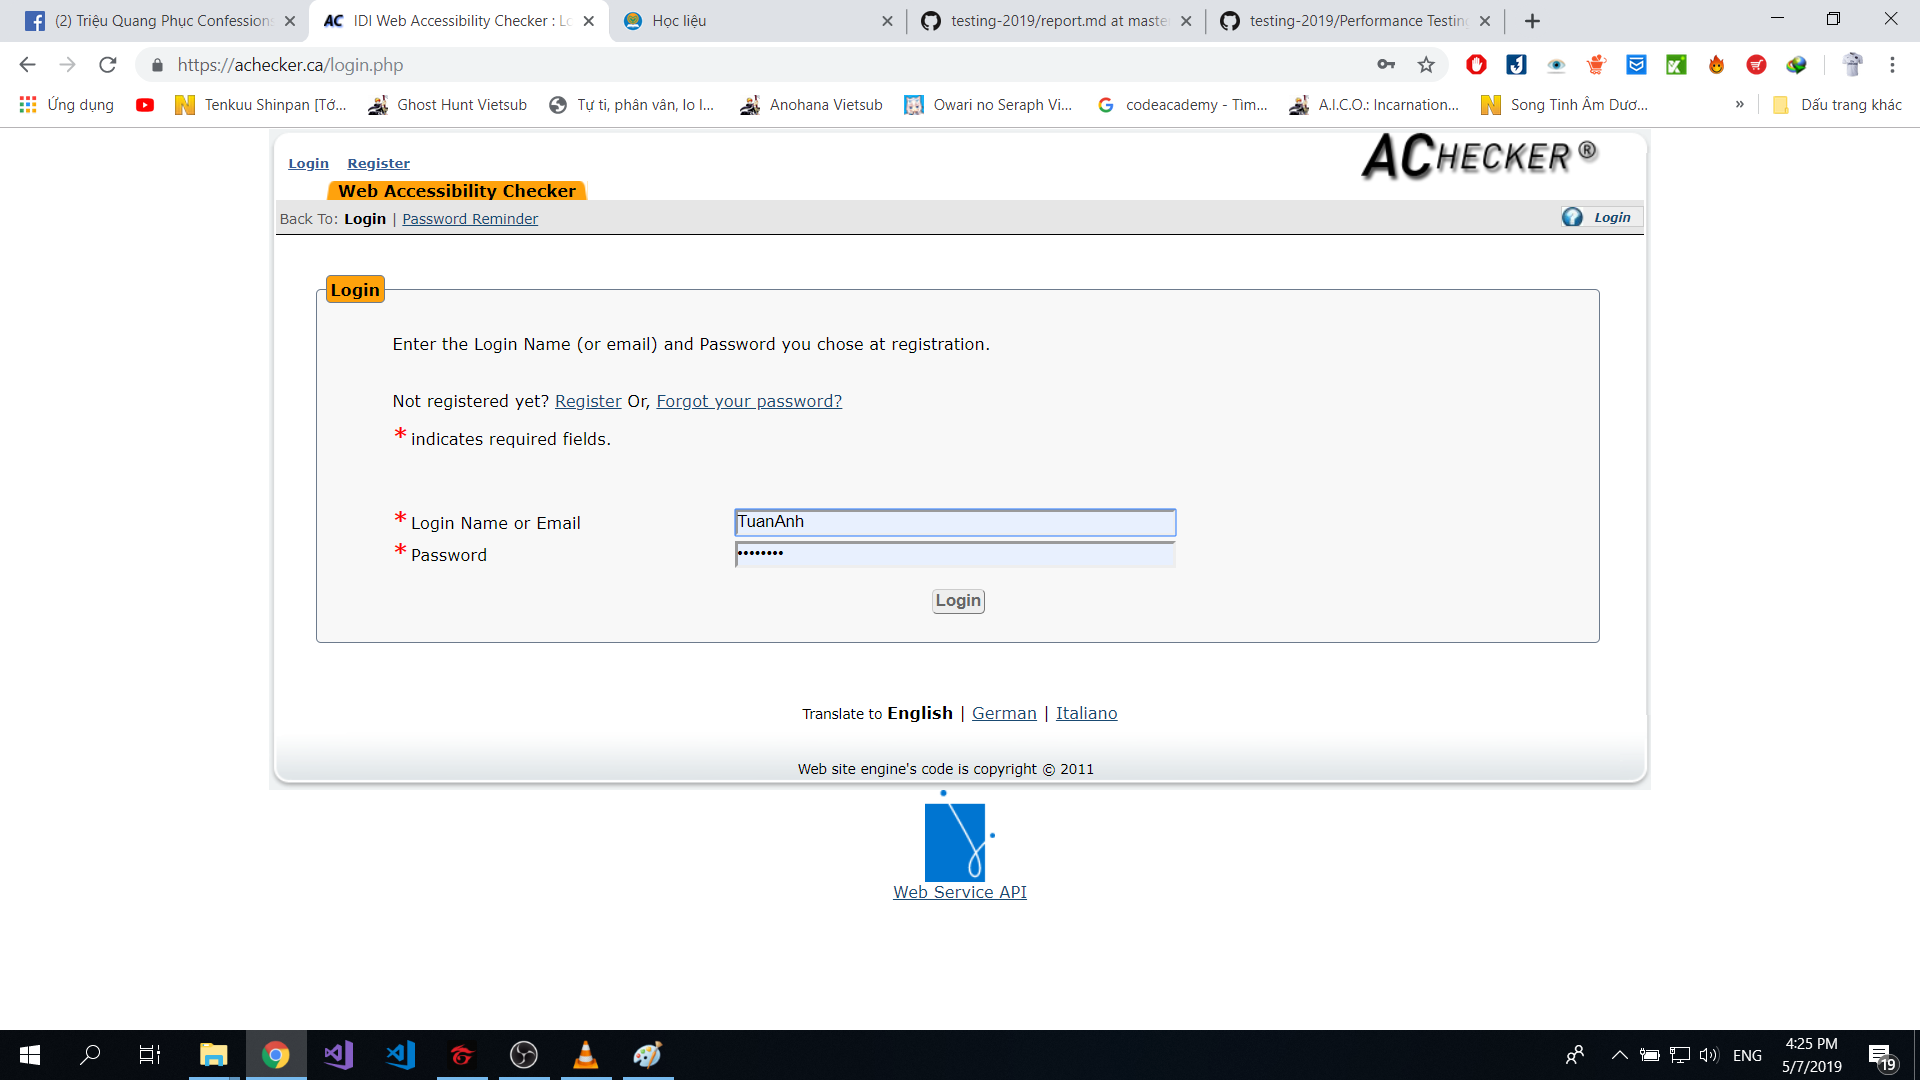 (2) Triệu Quang Phục Confessions
IDI Web Accessibility Checker : Lo
Học liệu
testing-2019/report.md at master
testing-2019/Performance Testing
https://achecker.ca/login.php
Ứng dụng
Tenkuu Shinpan [Tớ...
Ghost Hunt Vietsub
Tự ti, phân vân, lo l...
Anohana Vietsub
Owari no Seraph Vi...
codeacademy - Tìm...
A.I.C.O.: Incarnation...
Song Tinh Âm Dươ...
»
Dấu trang khác
Login Register
ACHECKER ®
Web Accessibility Checker
Back To: Login | Password Reminder
? Login
Login
Enter the Login Name (or email) and Password you chose at registration.
Not registered yet? Register Or, Forgot your password?
* indicates required fields.
* Login Name or Email
TuanAnh
* Password
••••••••
Login
Translate to English | German | Italiano
Web site engine's code is copyright © 2011
Web Service API
ENG
4:25 PM
5/7/2019
19